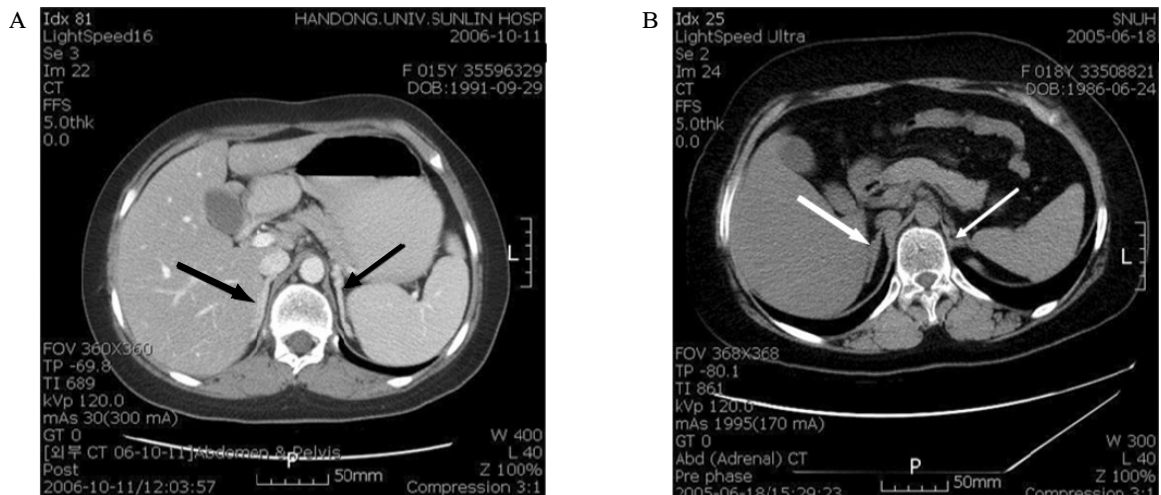 A
Idx 81
HANDONG.UNIV.SUNLIN HOSP
LightSpeed16
2006-10-11
Se 3
Im 22
F 015Y 35596329
CT
DOB:1991-09-29
FFS
5.0thk
0.0
L
FOV 360X360
TP -69.8
TI 689
kVp 120.0
mAs 30(300 mA)
GT 0
W 400
[외부 CT 06-10-11]Abdomen & Pelvis
L 40
Post
P
Z 100%
50mm
2006-10-11/12:03:57
Compression 3:1
B
Idx 25
SNUH
LightSpeed Ultra
2005-06-18
Se 2
Im 24
F 018Y 33508821
CT
DOB:1986-06-24
FFS
5.0thk
0.0
L
FOV 368X368
TP -80.1
TI 861
kVp 120.0
mAs 1995(170 mA)
GT 0
W 300
Abd (Adrenal) CT
L 40
Pre phase
P
Z 100%
50mm
2005-06-18/15:29:23
Compression 3:1